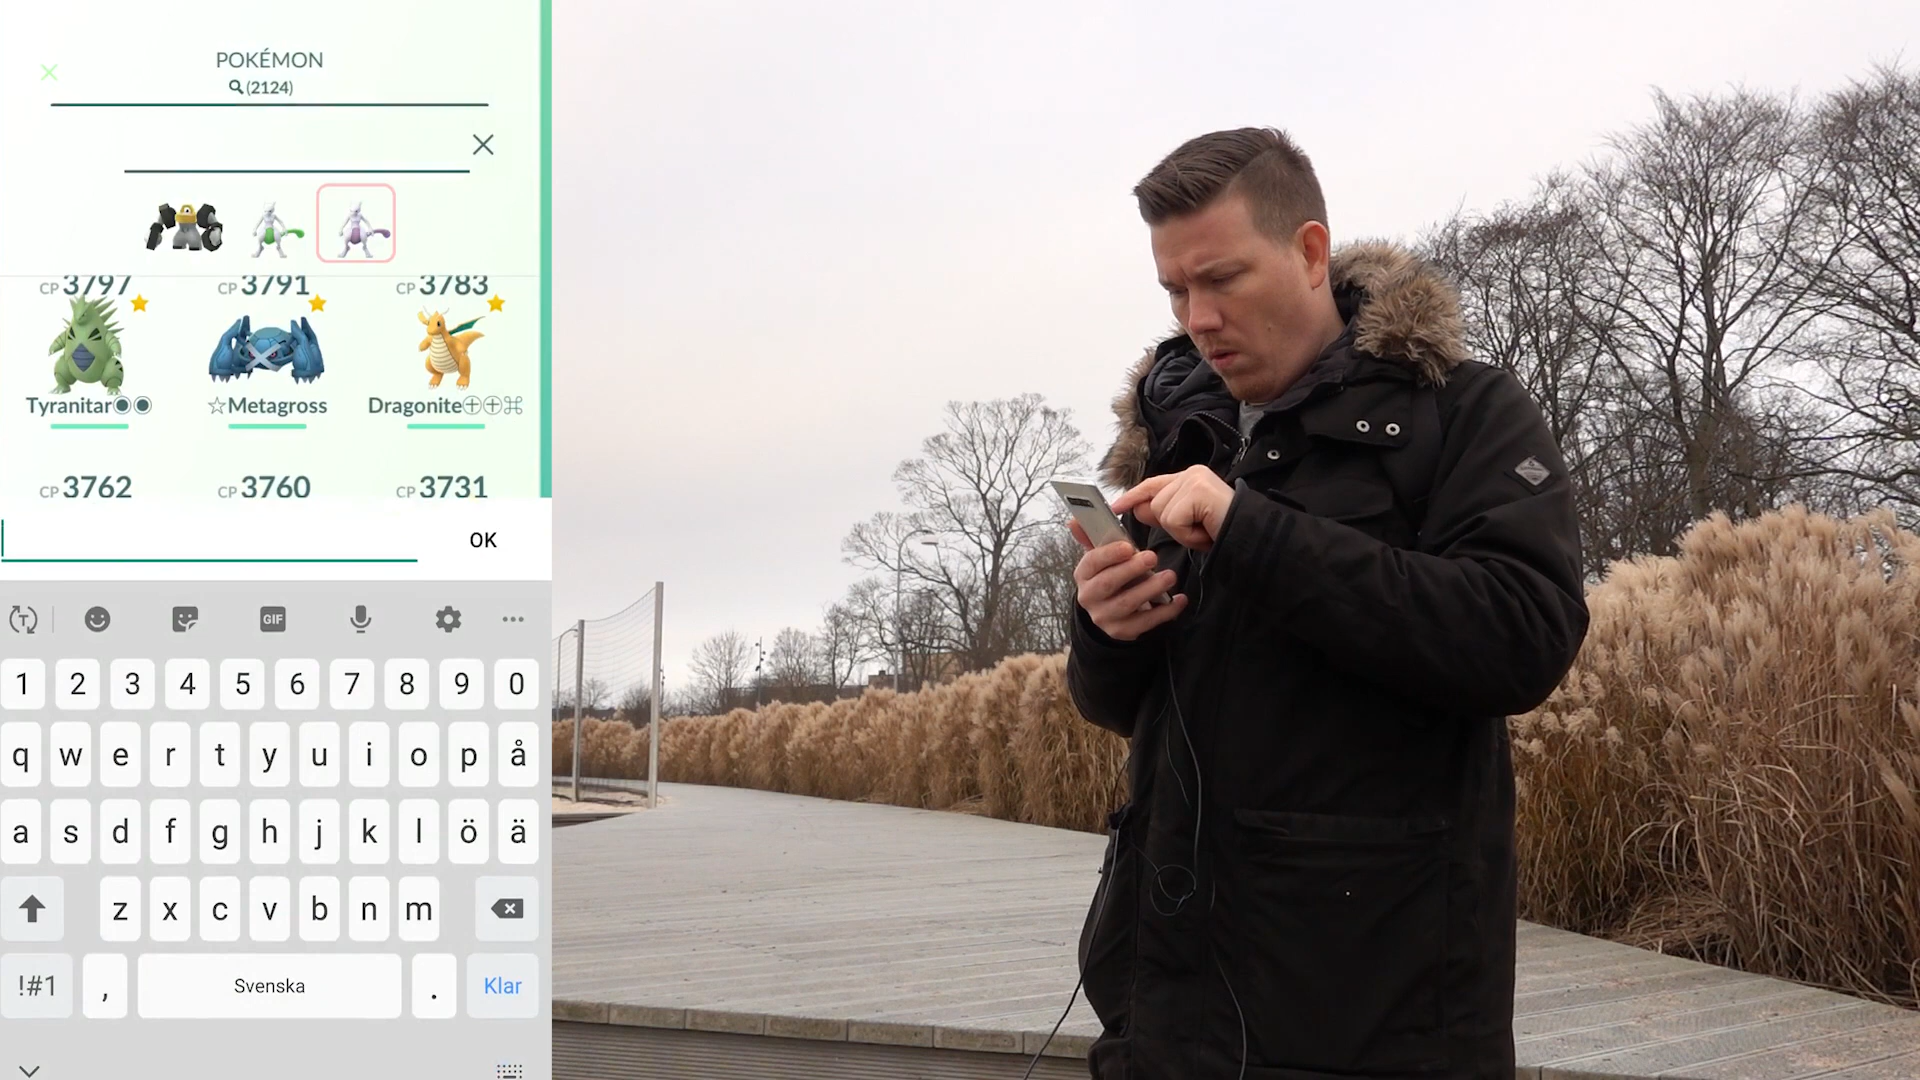 POKÉMON
(2124)
CP 3797 CP 3791 CP 3783
Tyranitar◉◉ ☆Metagross Dragonite⊕⊕⌘
CP 3762 CP 3760 CP 3731
OK
GIF
1 2 3 4 5 6 7 8 9 0
q w e r t y u i o p å
a s d f g h j k l ö ä
z x c v b n m
!#1 , Svenska . Klar